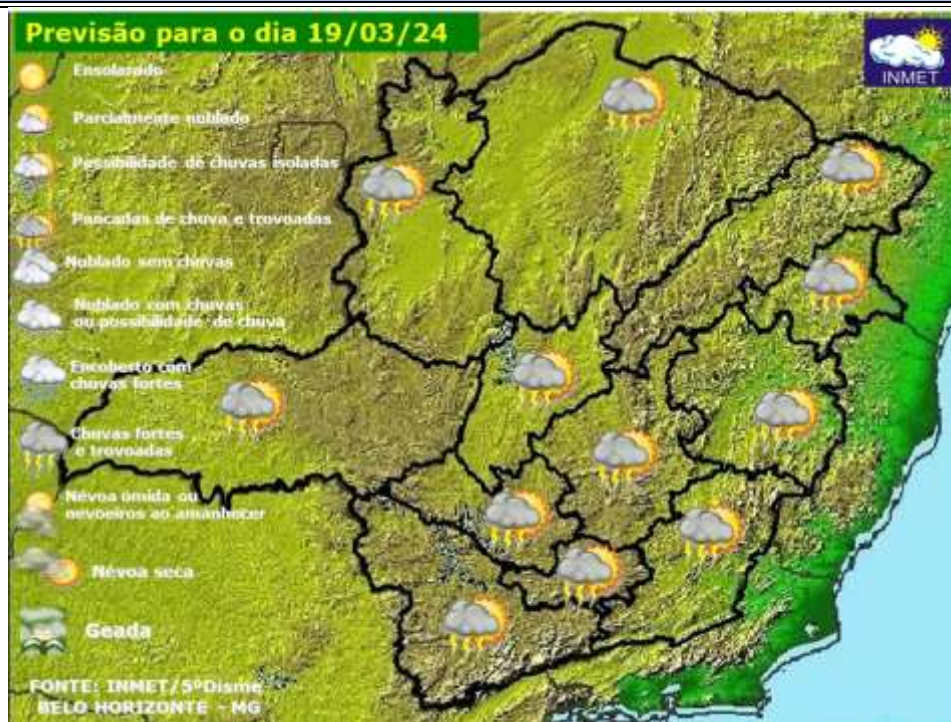 Previsão para o dia 19/03/24
INMET
Ensolarado
Parcialmente nublado
Possibilidade de chuvas isoladas
Pancadas de chuva e trovoadas
Nublado sem chuvas
Nublado com chuvas
ou possibilidade de chuva
Encoberto com
chuvas fortes
Chuvas fortes
e trovoadas
Névoa úmida ou
nevoeiros ao amanhecer
Névoa seca
Geada
FONTE: INMET/5ºDisme
BELO HORIZONTE - MG